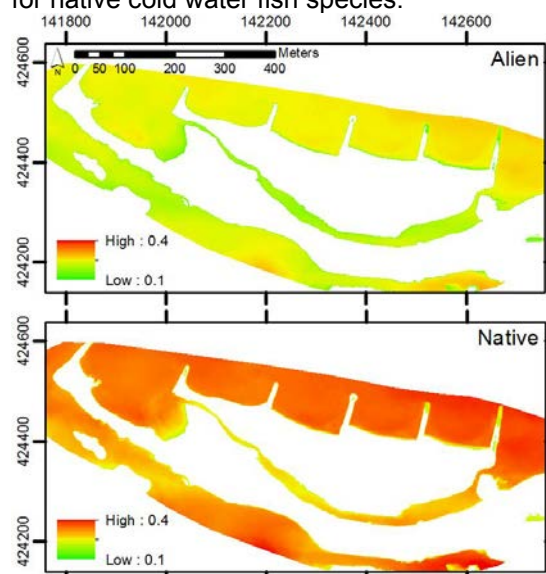 for native cold water fish species.
141800 142000 142200 142400 142600
424600
424400
424200
N
0 50 100 200 300 400
Meters
Alien
High : 0.4
Low : 0.1
424600
424400
424200
Native
High : 0.4
Low : 0.1